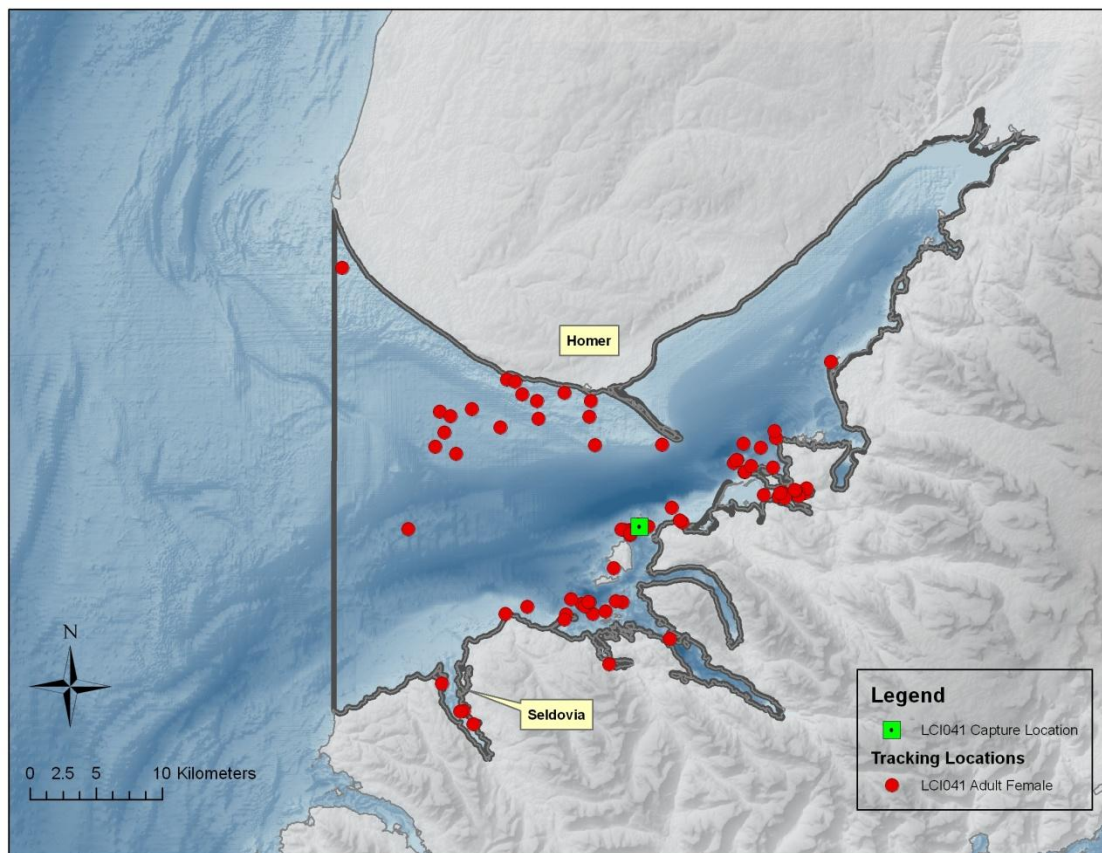 Homer
N
Seldovia
0 2.5 5 10 Kilometers
Legend
LCI041 Capture Location
Tracking Locations
LCI041 Adult Female